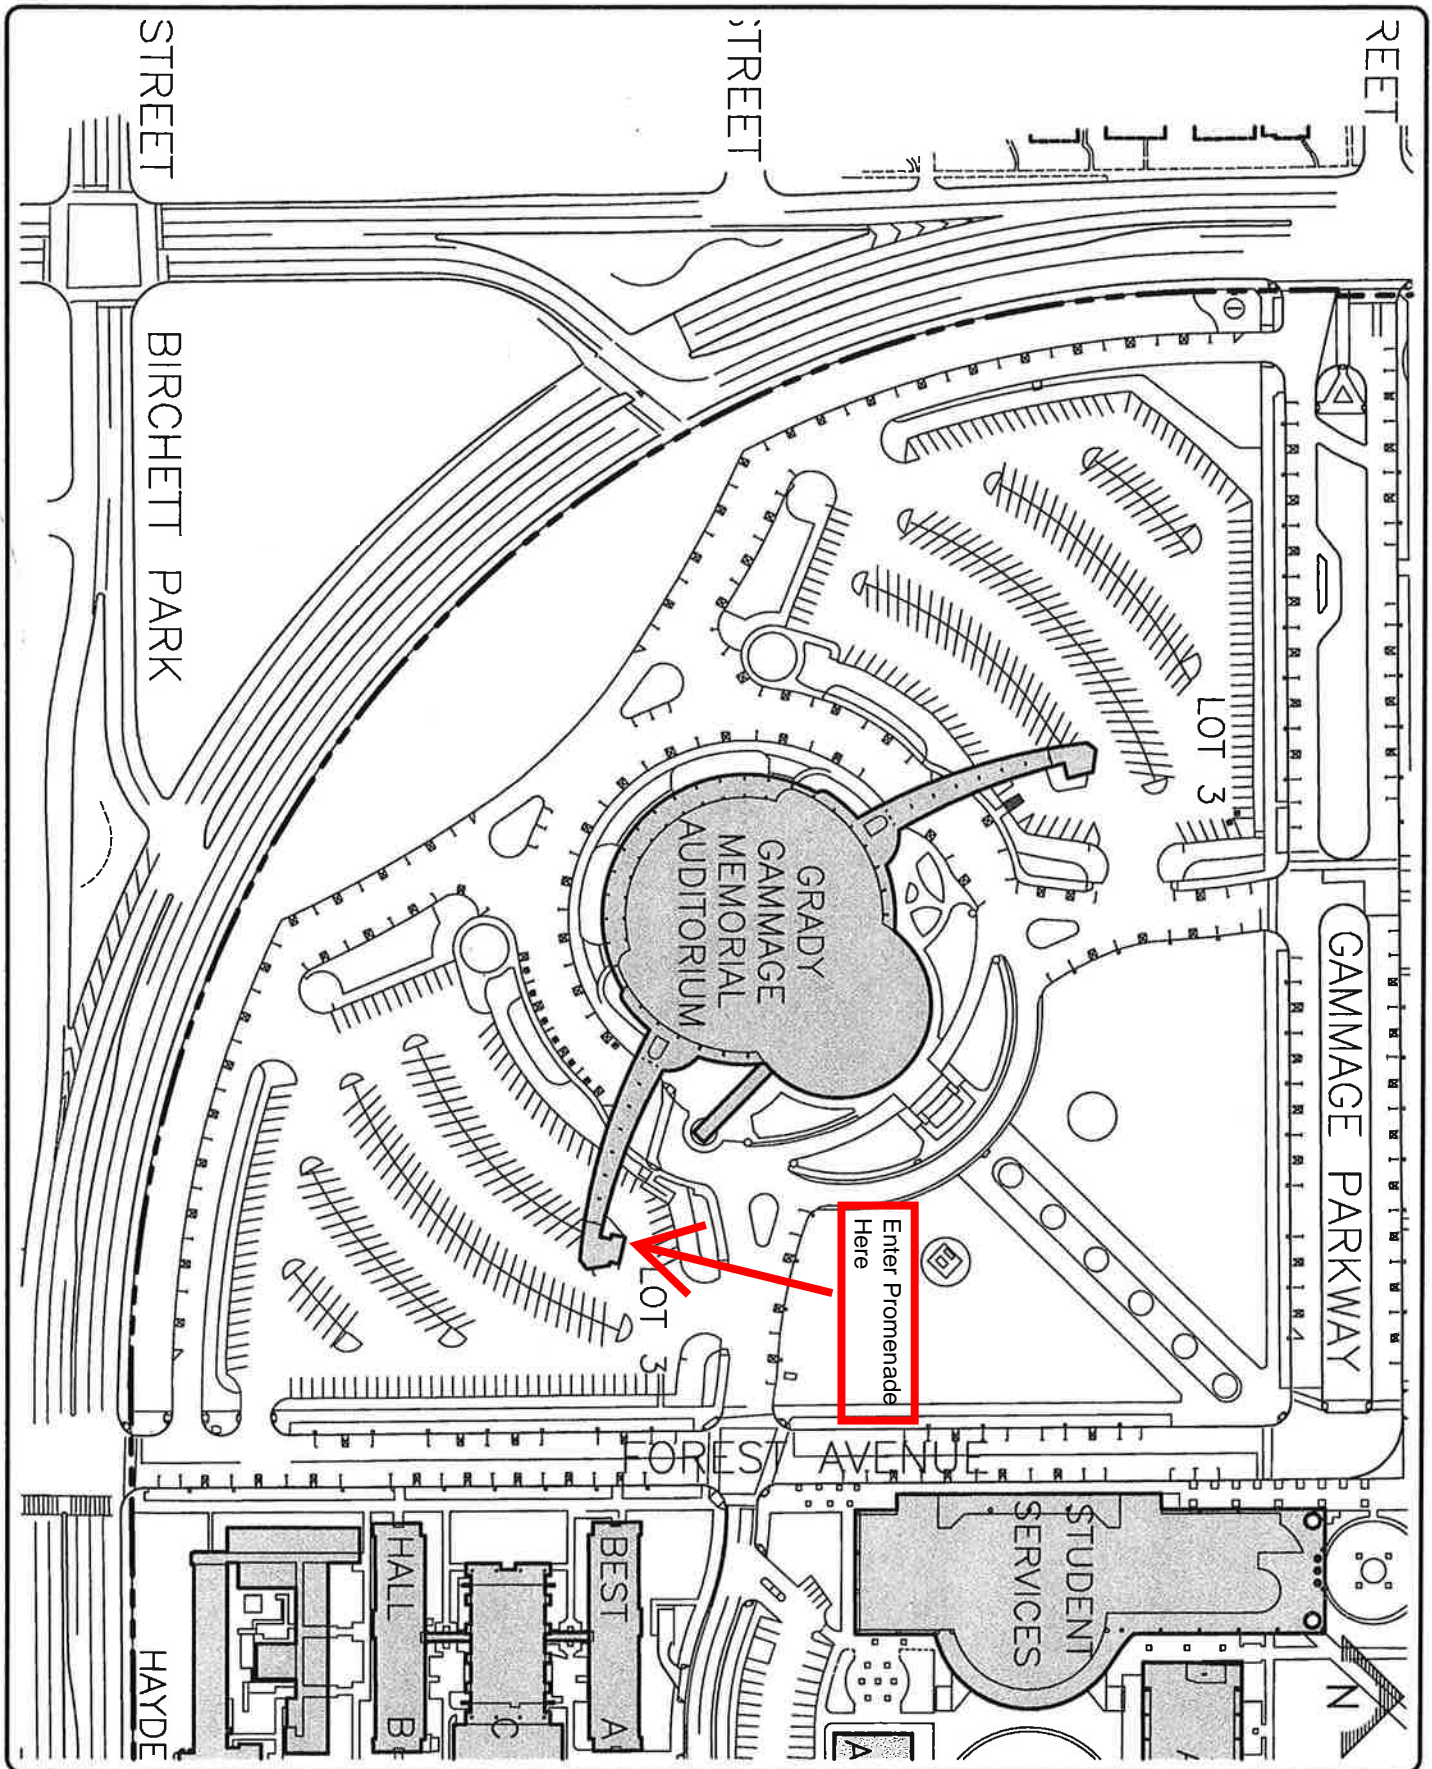 REET
STREET
STREET
BIRCHETT PARK
LOT 3
GAMMAGE PARKWAY
GRADY
GAMMAGE
MEMORIAL
AUDITORIUM
Enter Promenade
Here
LOT 3
FOREST AVENUE
STUDENT
SERVICES
BEST A
C
HALL B
HAYDE
N
A